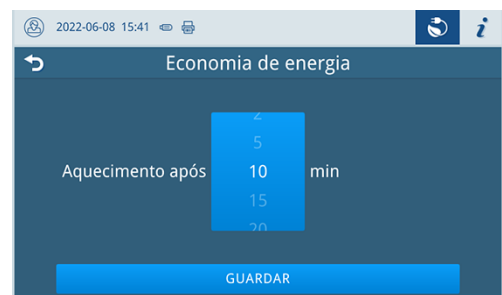 2022-06-08 15:41
i
Economia de energia
2
5
Aquecimento após 10 min
15
20
GUARDAR